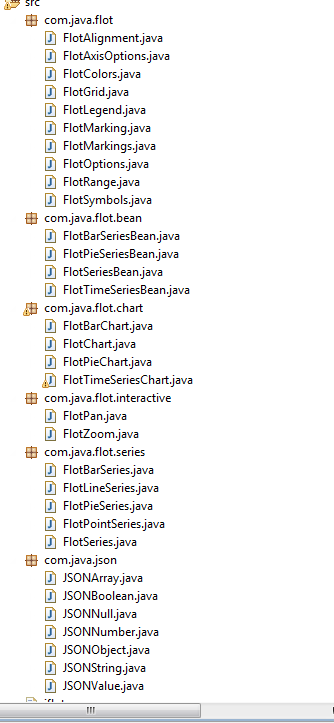 src
com.java.flot
FlotAlignment.java
FlotAxisOptions.java
FlotColors.java
FlotGrid.java
FlotLegend.java
FlotMarking.java
FlotMarkings.java
FlotOptions.java
FlotRange.java
FlotSymbols.java
com.java.flot.bean
FlotBarSeriesBean.java
FlotPieSeriesBean.java
FlotSeriesBean.java
FlotTimeSeriesBean.java
com.java.flot.chart
FlotBarChart.java
FlotChart.java
FlotPieChart.java
FlotTimeSeriesChart.java
com.java.flot.interactive
FlotPan.java
FlotZoom.java
com.java.flot.series
FlotBarSeries.java
FlotLineSeries.java
FlotPieSeries.java
FlotPointSeries.java
FlotSeries.java
com.java.json
JSONArray.java
JSONBoolean.java
JSONNull.java
JSONNumber.java
JSONObject.java
JSONString.java
JSONValue.java